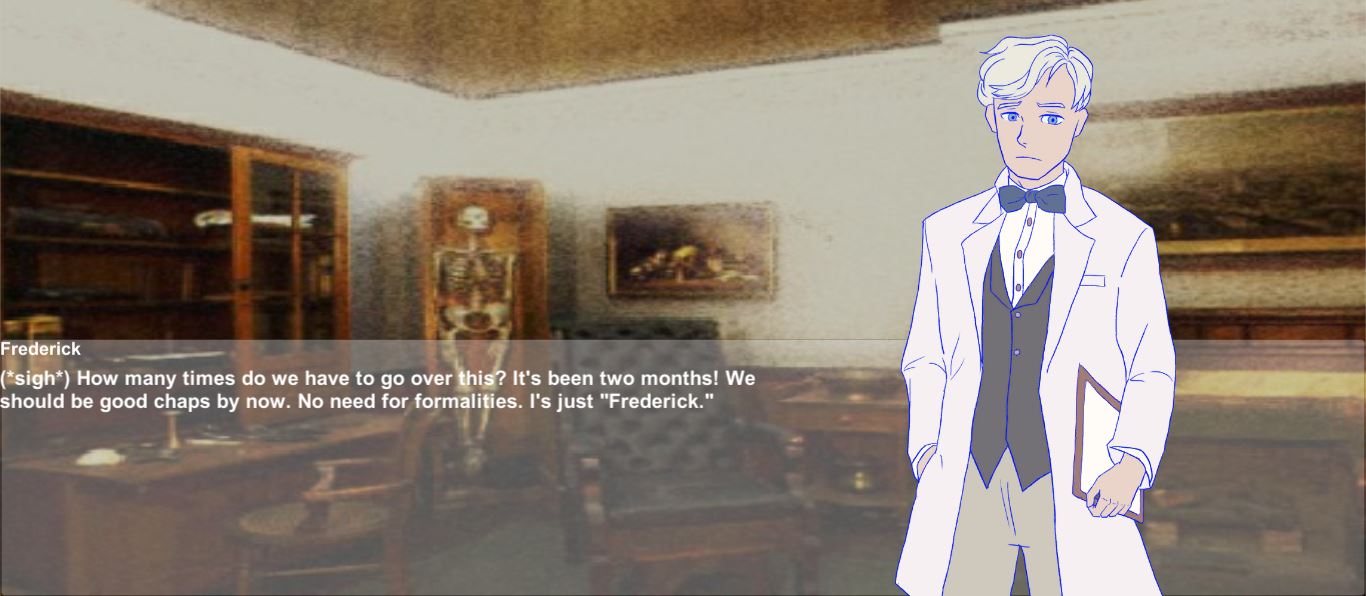 Frederick
(*sigh*) How many times do we have to go over this? It's been two months! We
should be good chaps by now. No need for formalities. I's just "Frederick."